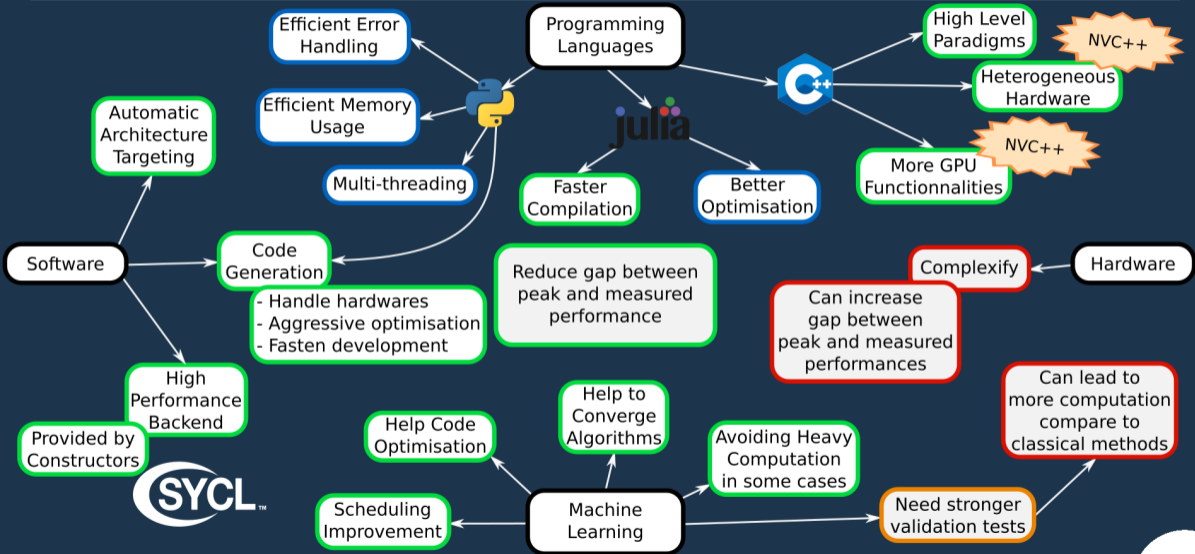 Programming
Languages
Efficient Error
Handling
Efficient Memory
Usage
Multi-threading
julia
Faster
Compilation
Better
Optimisation
C++
High Level
Paradigms
NVC++
Heterogeneous
Hardware
NVC++
More GPU
Functionnalities
Automatic
Architecture
Targeting
Software
Code
Generation
- Handle hardwares
- Aggressive optimisation
- Fasten development
High
Performance
Backend
Provided by
Constructors
SYCL™
Reduce gap between
peak and measured
performance
Hardware
Complexify
Can increase
gap between
peak and measured
performances
Machine
Learning
Scheduling
Improvement
Help Code
Optimisation
Help to
Converge
Algorithms
Avoiding Heavy
Computation
in some cases
Need stronger
validation tests
Can lead to
more computation
compare to
classical methods